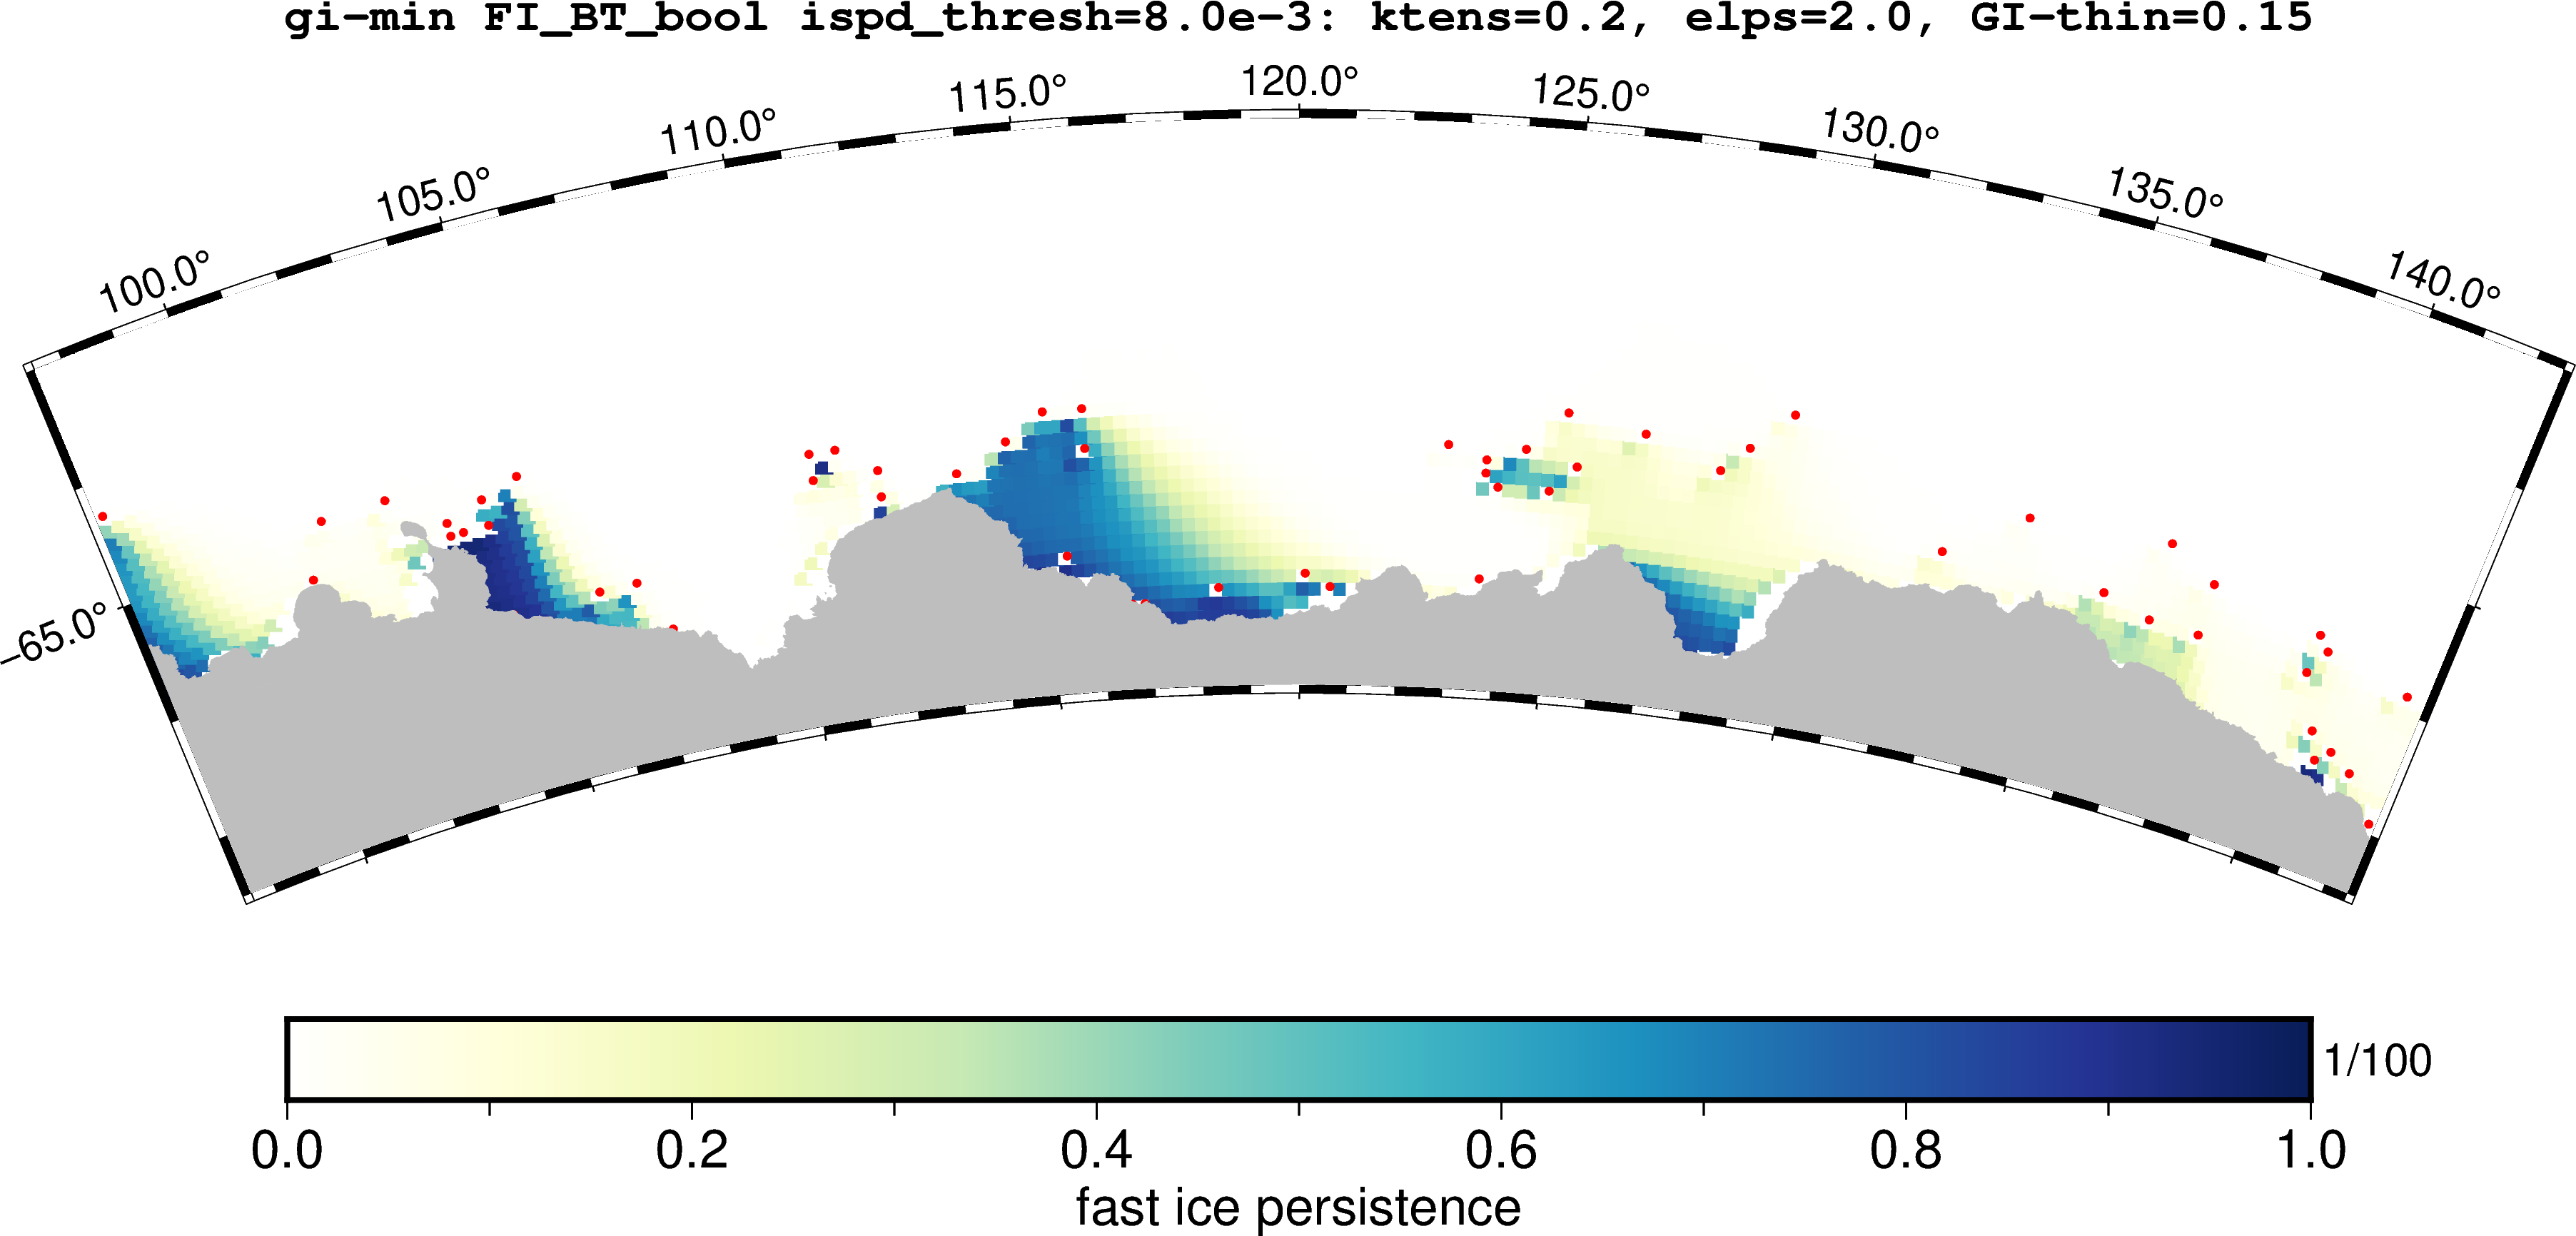 gi-min FI_BT_bool ispd_thresh=8.0e-3: ktens=0.2, elps=2.0, GI-thin=0.15
100.0° 105.0° 110.0° 115.0° 120.0° 125.0° 130.0° 135.0° 140.0°
-65.0°
1/100
0.0 0.2 0.4 0.6 0.8 1.0
fast ice persistence